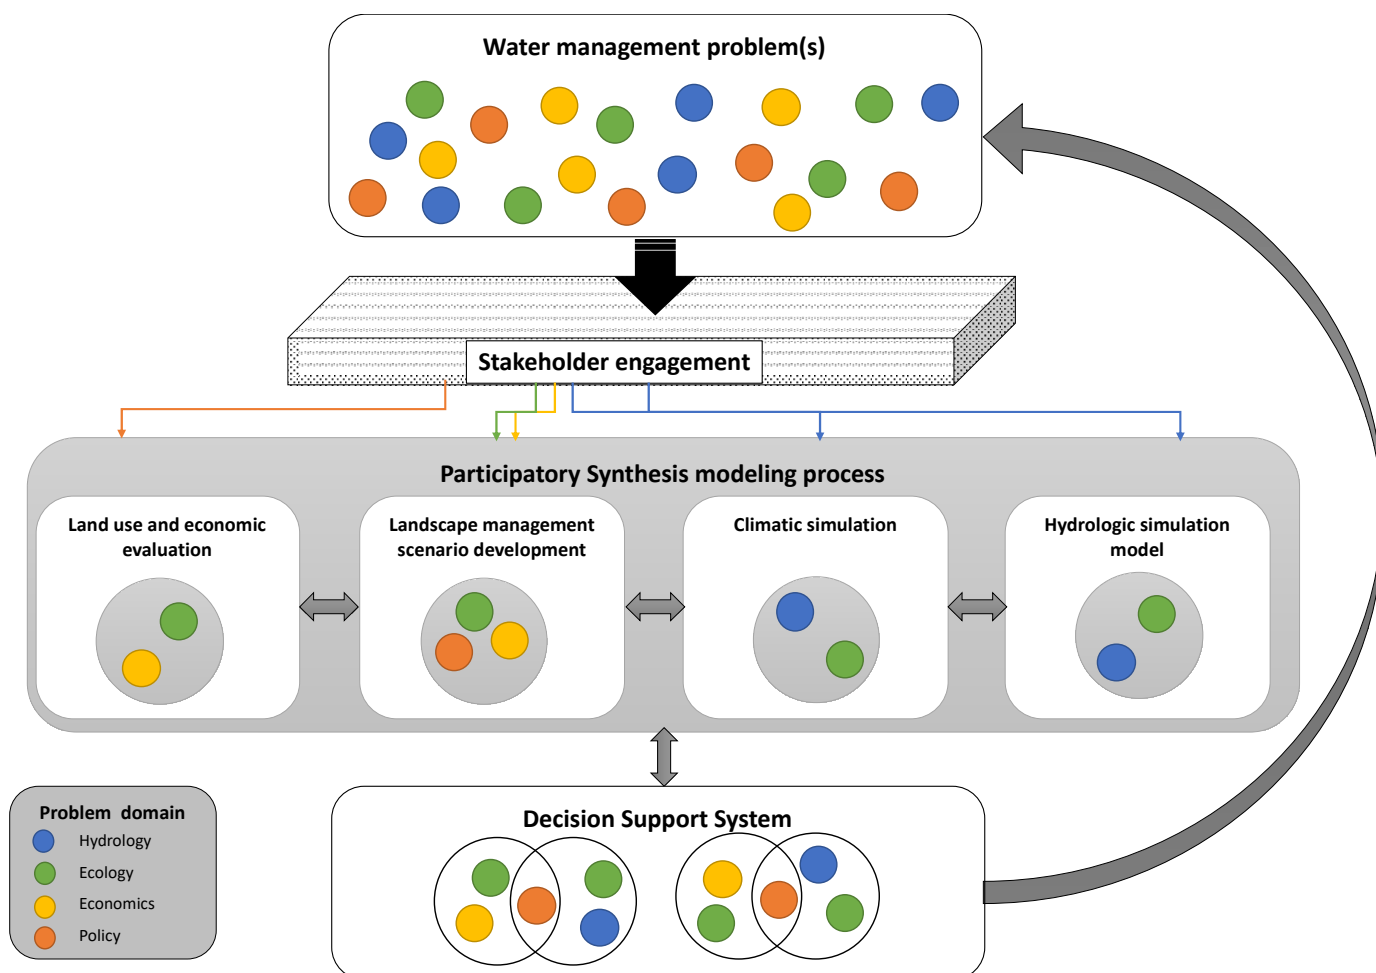 Water management problem(s)
Stakeholder engagement
Participatory Synthesis modeling process
Land use and economic
evaluation
Landscape management
scenario development
Climatic simulation
Hydrologic simulation
model
Decision Support System
Problem domain
Hydrology
Ecology
Economics
Policy